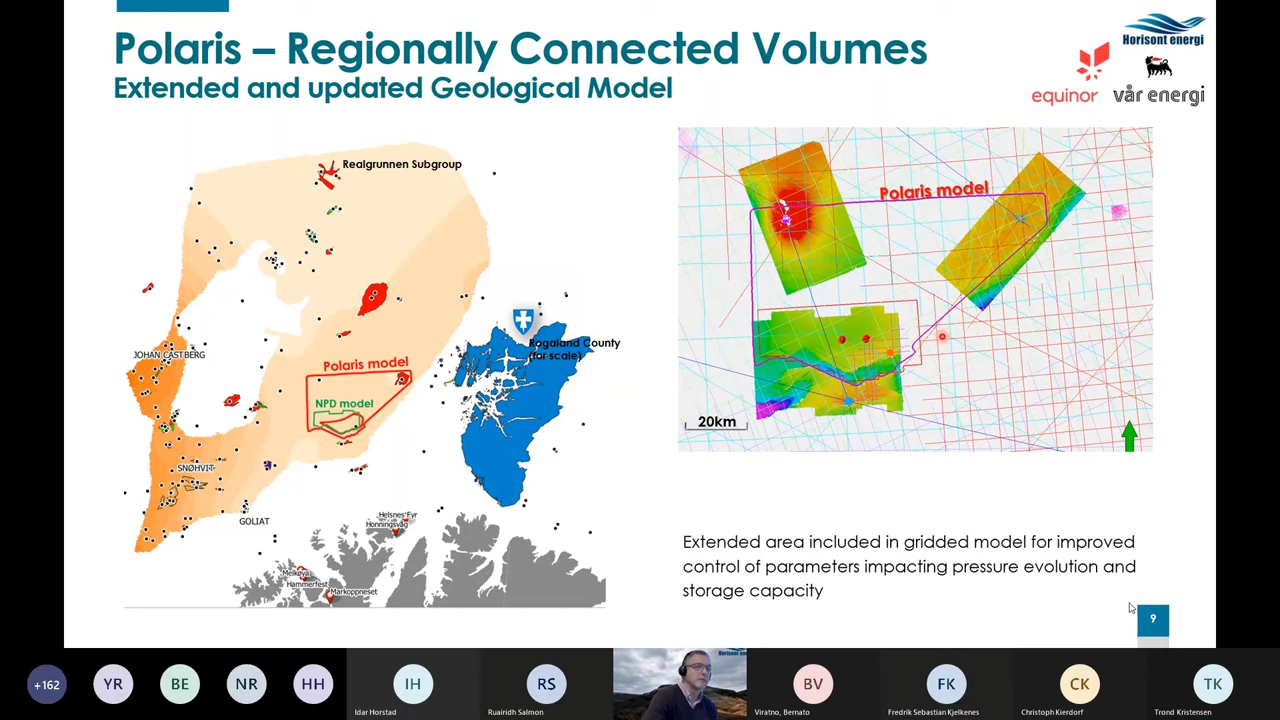 Polaris – Regionally Connected Volumes
Extended and updated Geological Model
Horisont energi
equinor
vår energi
Realgrunnen Subgroup
JOHAN CASTBERG
Polaris model
NPD model
SNØHVIT
GOLIAT
Rogaland County
(for scale)
Helsnes Fyr
Honningsvåg
Melkøya
Hammerfest
Markoppneset
Polaris model
20km
Extended area included in gridded model for improved
control of parameters impacting pressure evolution and
storage capacity
9
+162
YR
BE
NR
HH
IH
Idar Horstad
RS
Ruairidh Salmon
Horisont energi
BV
Viratno, Bernato
FK
Fredrik Sebastian Kjelkenes
CK
Christoph Kierdorf
TK
Trond Kristensen